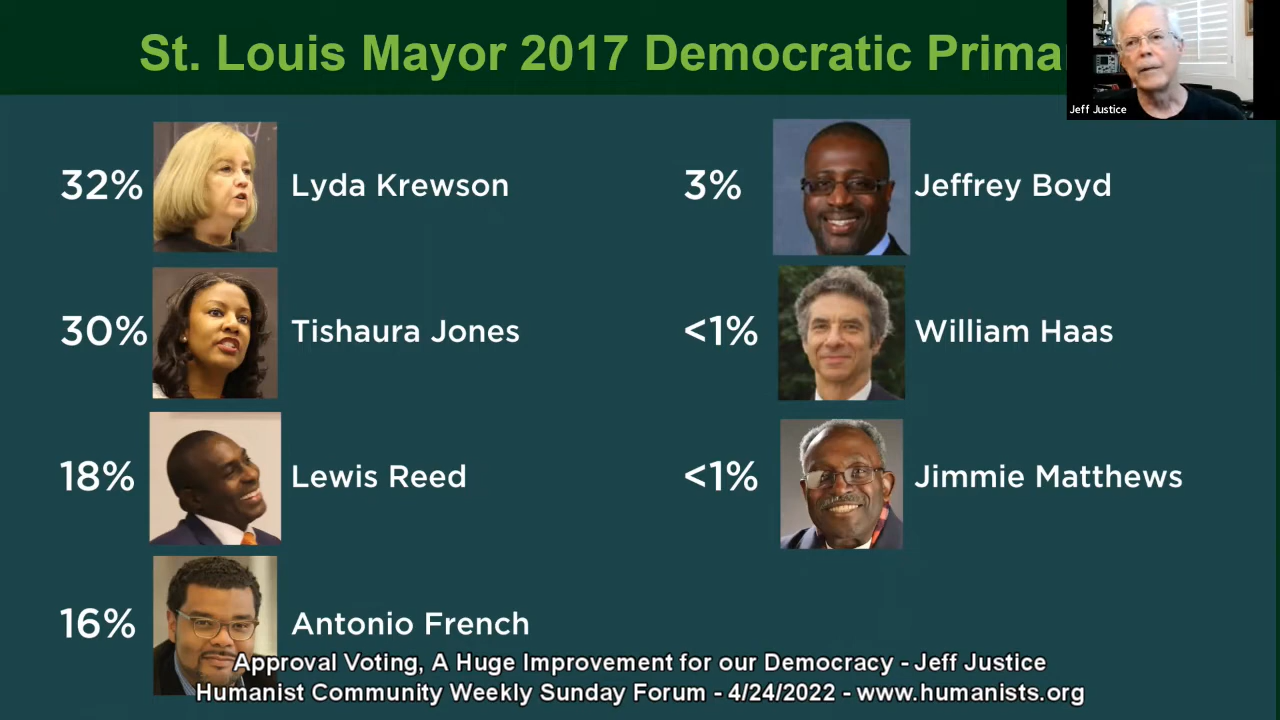 St. Louis Mayor 2017 Democratic Prima
Jeff Justice
32% Lyda Krewson
30% Tishaura Jones
18% Lewis Reed
16% Antonio French
3% Jeffrey Boyd
<1% William Haas
<1% Jimmie Matthews
Approval Voting, A Huge Improvement for our Democracy - Jeff Justice
Humanist Community Weekly Sunday Forum - 4/24/2022 - www.humanists.org